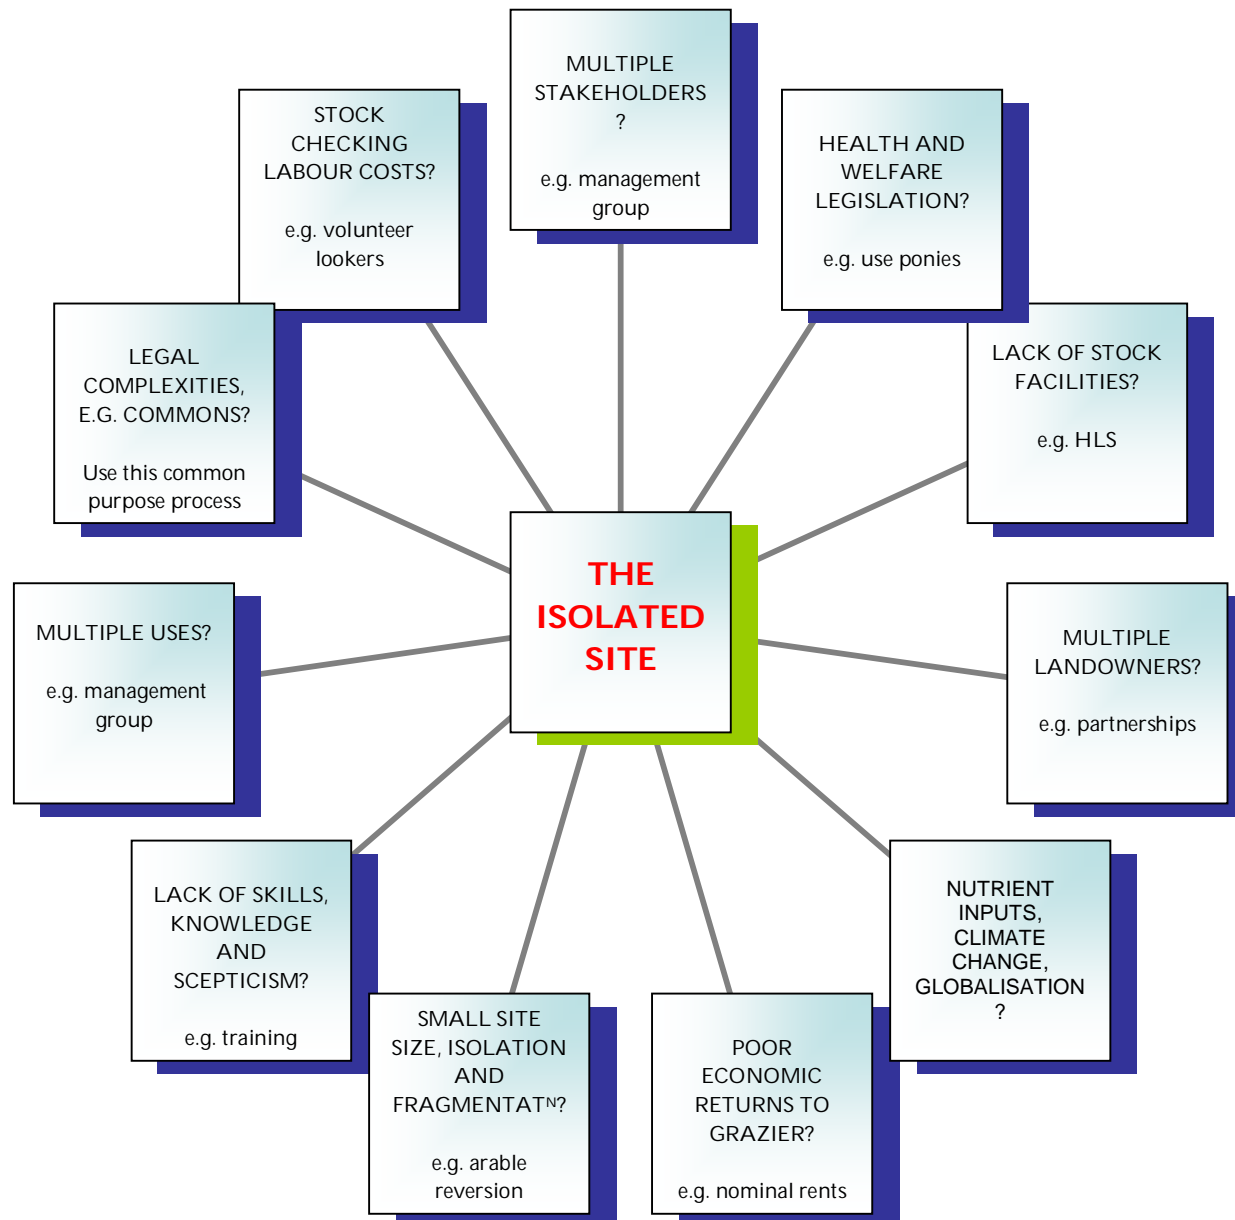 MULTIPLE
STAKEHOLDERS
?
e.g. management
group
HEALTH AND
WELFARE
LEGISLATION?
e.g. use ponies
LACK OF STOCK
FACILITIES?
e.g. HLS
MULTIPLE
LANDOWNERS?
e.g. partnerships
NUTRIENT
INPUTS,
CLIMATE
CHANGE,
GLOBALISATION
?
POOR
ECONOMIC
RETURNS TO
GRAZIER?
e.g. nominal rents
SMALL SITE
SIZE, ISOLATION
AND
FRAGMENTATᴺ?
e.g. arable
reversion
LACK OF SKILLS,
KNOWLEDGE
AND
SCEPTICISM?
e.g. training
MULTIPLE USES?
e.g. management
group
LEGAL
COMPLEXITIES,
E.G. COMMONS?
Use this common
purpose process
STOCK
CHECKING
LABOUR COSTS?
e.g. volunteer
lookers
THE
ISOLATED
SITE